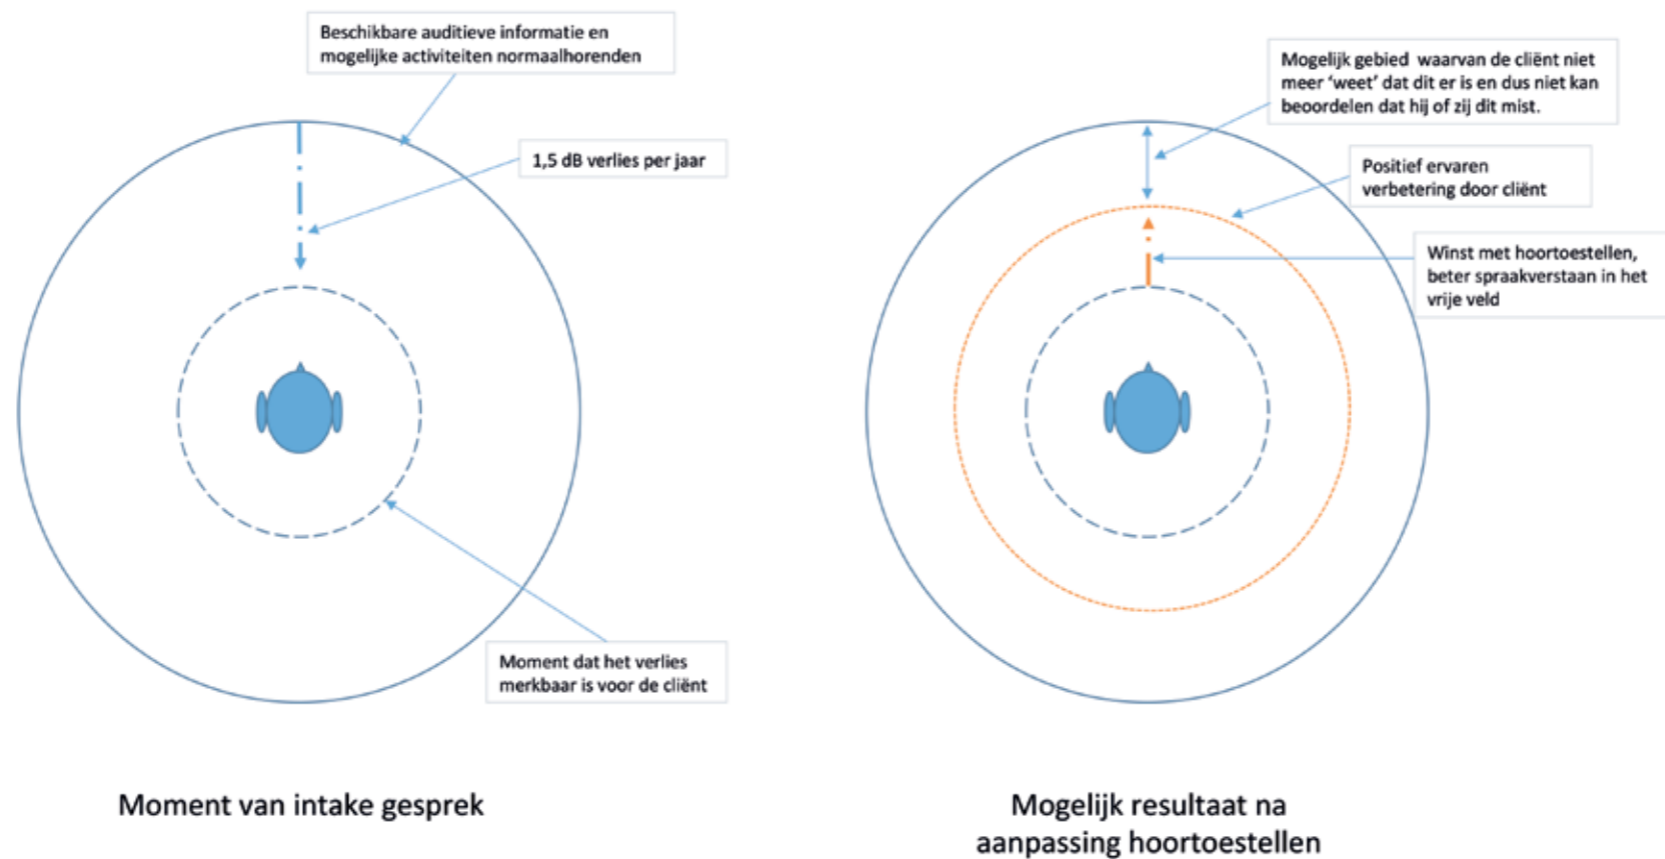 Beschikbare auditieve informatie en
mogelijke activiteiten normaalhorenden
1,5 dB verlies per jaar
Moment dat het verlies
merkbaar is voor de cliënt
Moment van intake gesprek
Mogelijk gebied waarvan de cliënt niet
meer ‘weet’ dat dit er is en dus niet kan
beoordelen dat hij of zij dit mist.
Positief ervaren
verbetering door cliënt
Winst met hoortoestellen,
beter spraakverstaan in het
vrije veld
Mogelijk resultaat na
aanpassing hoortoestellen